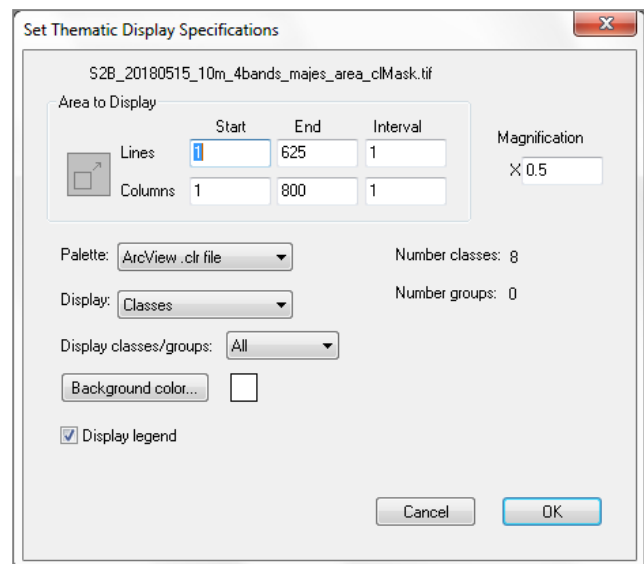 Set Thematic Display Specifications
S2B_20180515_10m_4bands_majes_area_clMask.tif
Area to Display
Start End Interval
Lines 1 625 1
Columns 1 800 1
Magnification
X 0.5
Palette: ArcView .clr file
Number classes: 8
Display: Classes
Number groups: 0
Display classes/groups: All
Background color...
Display legend
Cancel OK